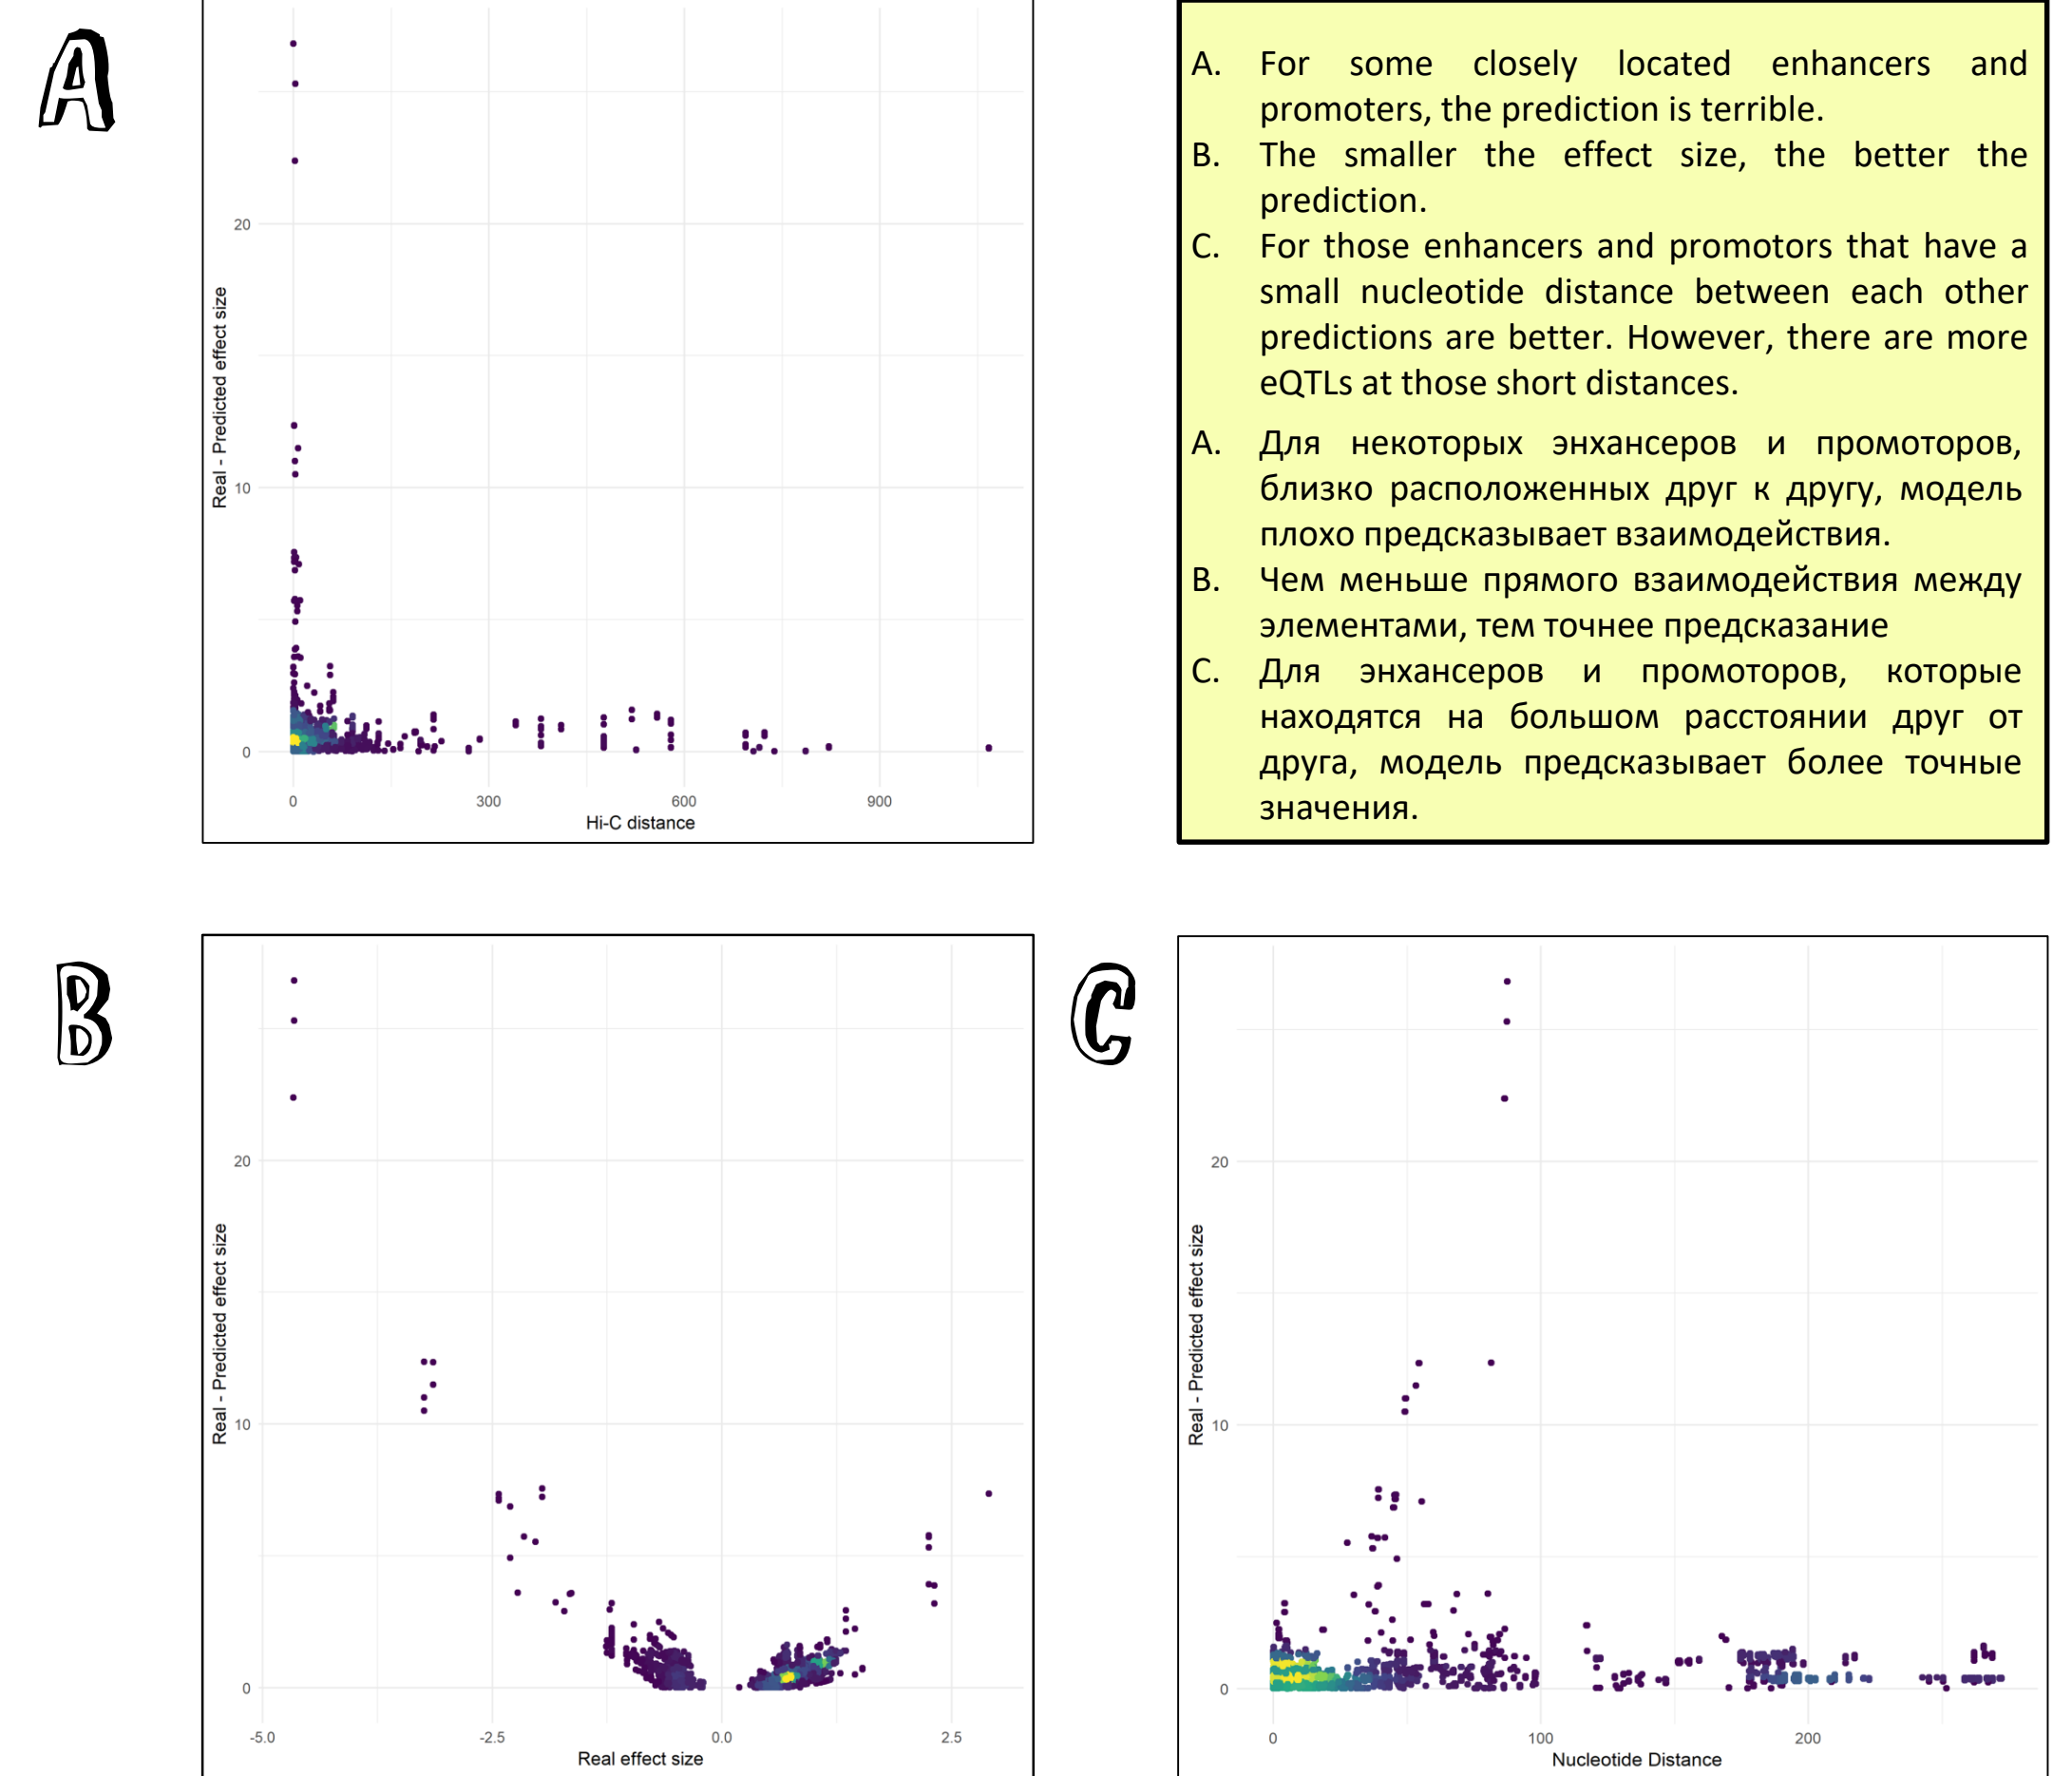 A
20
10
0
0
300
600
900
Hi-C distance
Real - Predicted effect size
A. For some closely located enhancers and
promoters, the prediction is terrible.
B. The smaller the effect size, the better the
prediction.
C. For those enhancers and promotors that have a
small nucleotide distance between each other
predictions are better. However, there are more
eQTLs at those short distances.
A. Для некоторых энхансеров и промоторов,
близко расположенных друг к другу, модель
плохо предсказывает взаимодействия.
B. Чем меньше прямого взаимодействия между
элементами, тем точнее предсказание
C. Для энхансеров и промоторов, которые
находятся на большом расстоянии друг от
друга, модель предсказывает более точные
значения.
B
20
10
0
-5.0
-2.5
0.0
2.5
Real effect size
Real - Predicted effect size
C
20
10
0
0
100
200
Nucleotide Distance
Real - Predicted effect size